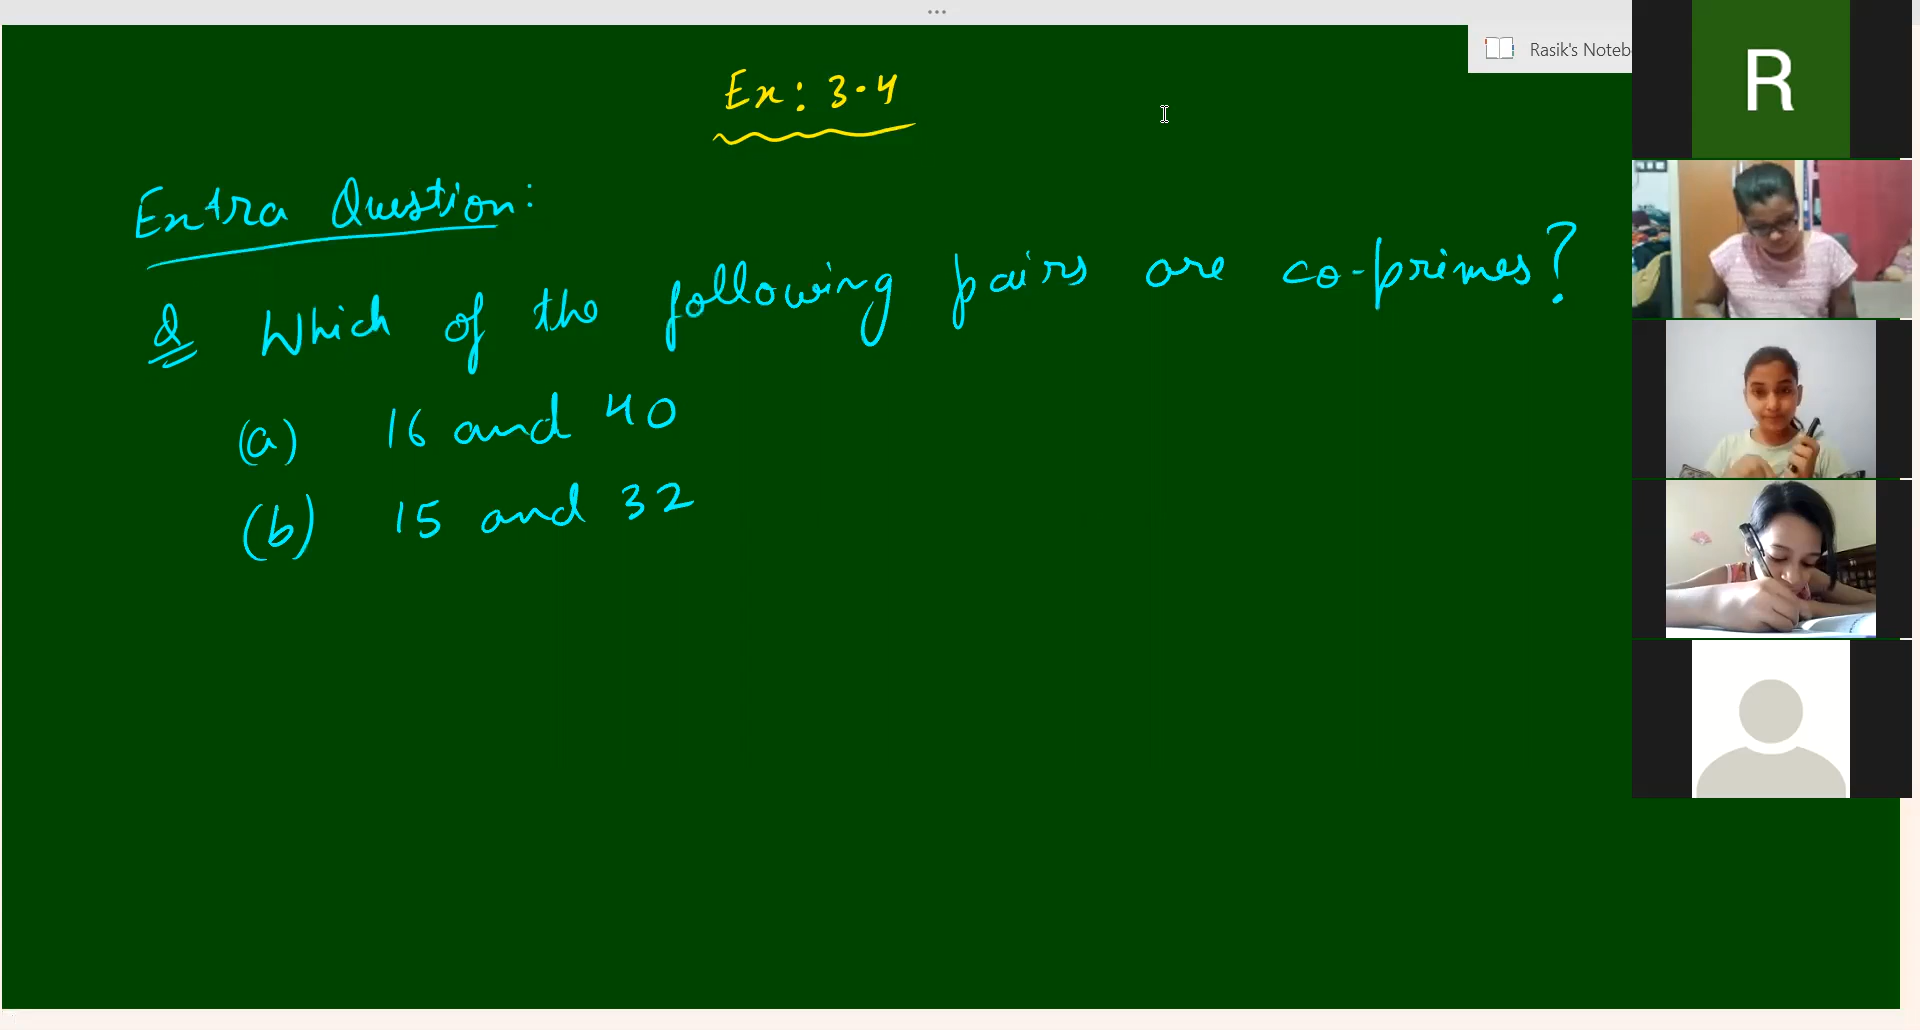 Ex: 3.4
Rasik's Noteb
R
Extra Question:
Q Which of the following pairs are co-primes?
(a) 16 and 40
(b) 15 and 32